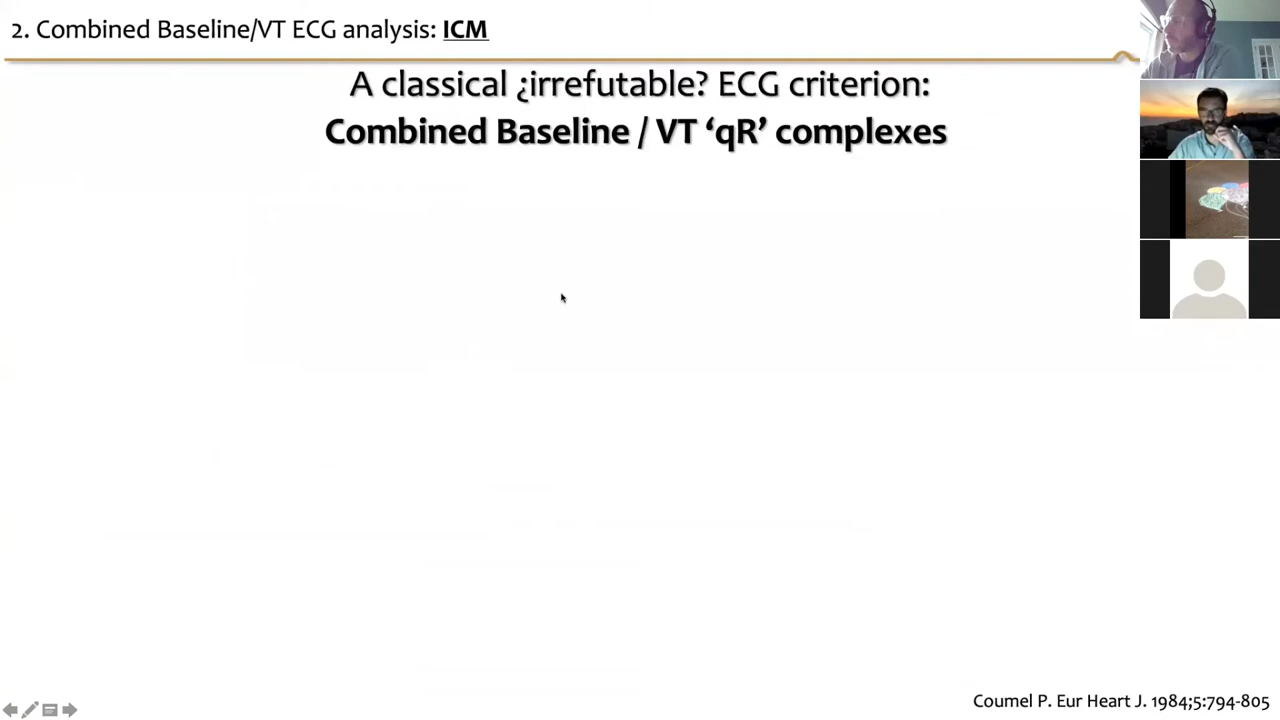 2. Combined Baseline/VT ECG analysis: ICM
A classical ¿irrefutable? ECG criterion:
Combined Baseline / VT ‘qR’ complexes
Coumel P. Eur Heart J. 1984;5:794-805